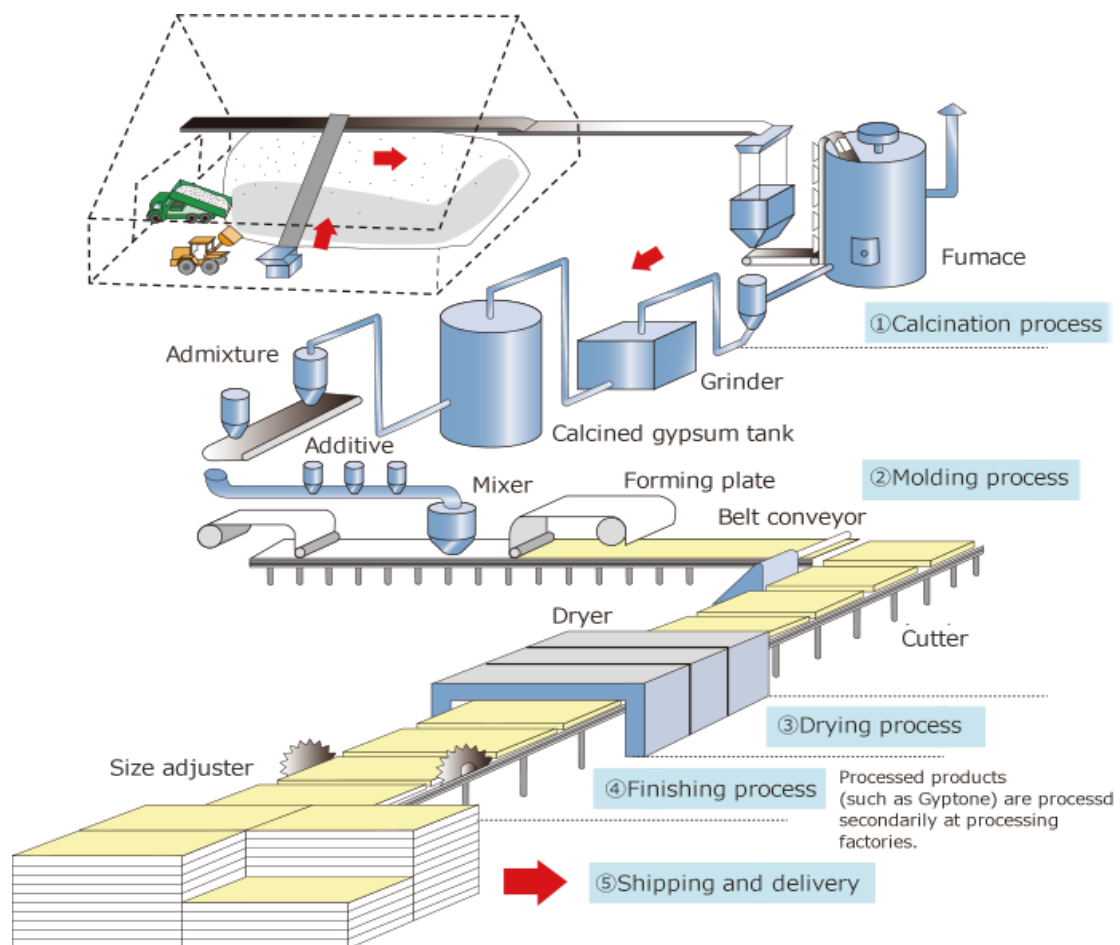 Fumace
①Calcination process
Admixture
Grinder
Calcined gypsum tank
Additive
Mixer
Forming plate
②Molding process
Belt conveyor
Dryer
Cutter
③Drying process
Size adjuster
④Finishing process
Processed products
(such as Gyptone) are processd
secondarily at processing
factories.
⑤Shipping and delivery